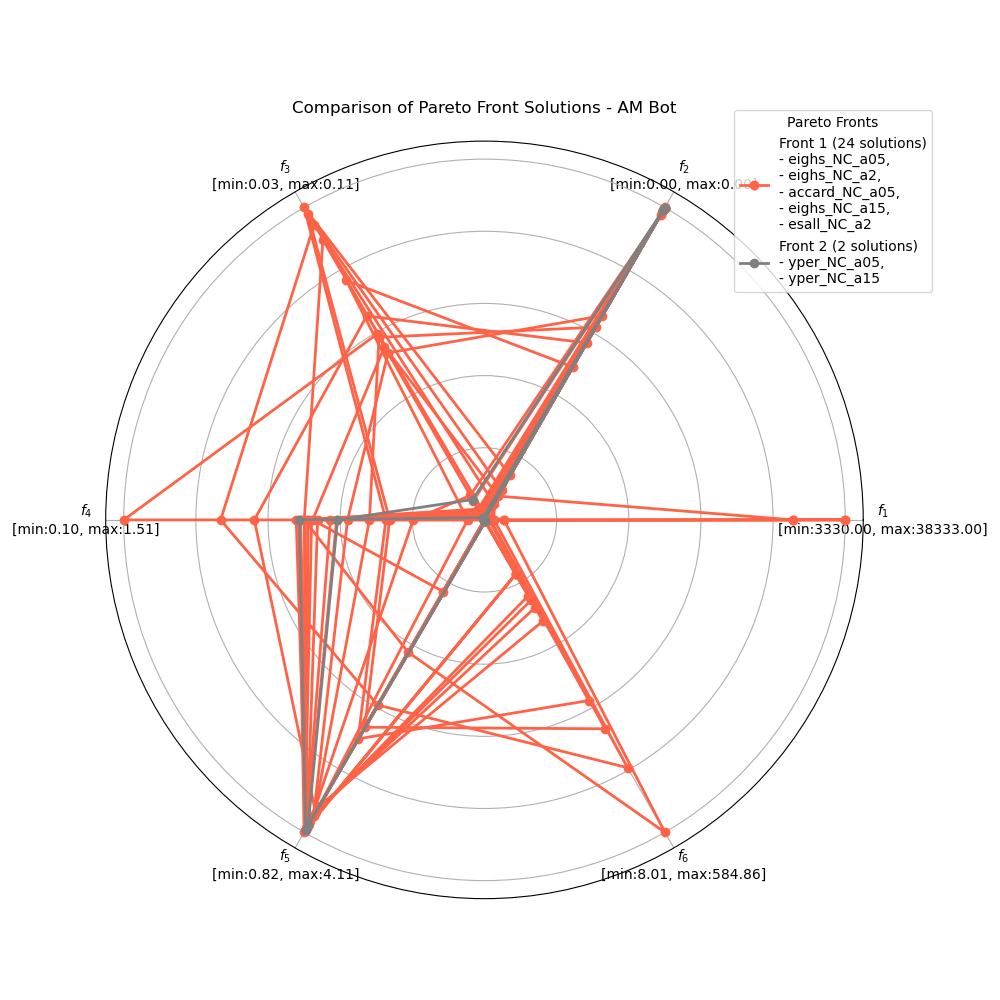 Comparison of Pareto Front Solutions - AM Bot
Pareto Fronts
Front 1 (24 solutions)
- eighs_NC_a05,
- eighs_NC_a2,
- accard_NC_a05,
- eighs_NC_a15,
- esall_NC_a2
Front 2 (2 solutions)
- yper_NC_a05,
- yper_NC_a15
f3
[min:0.03, max:0.11]
f2
[min:0.00, max:0.001]
f4
[min:0.10, max:1.51]
f1
[min:3330.00, max:38333.00]
f5
[min:0.82, max:4.11]
f6
[min:8.01, max:584.86]